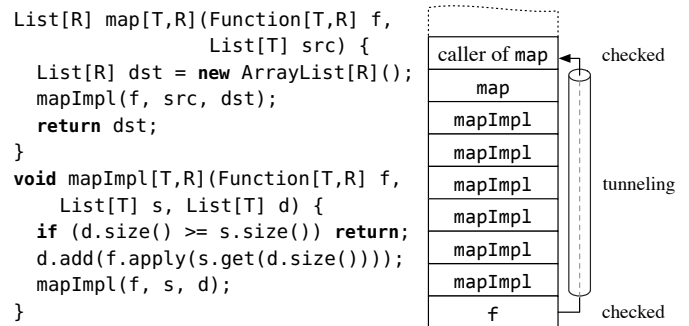 List[R] map[T,R](Function[T,R] f,
                 List[T] src) {
  List[R] dst = new ArrayList[R]();
  mapImpl(f, src, dst);
  return dst;
}
void mapImpl[T,R](Function[T,R] f,
    List[T] s, List[T] d) {
  if (d.size() >= s.size()) return;
  d.add(f.apply(s.get(d.size())));
  mapImpl(f, s, d);
}
caller of map
map
mapImpl
mapImpl
mapImpl
mapImpl
mapImpl
mapImpl
f
checked
tunneling
checked